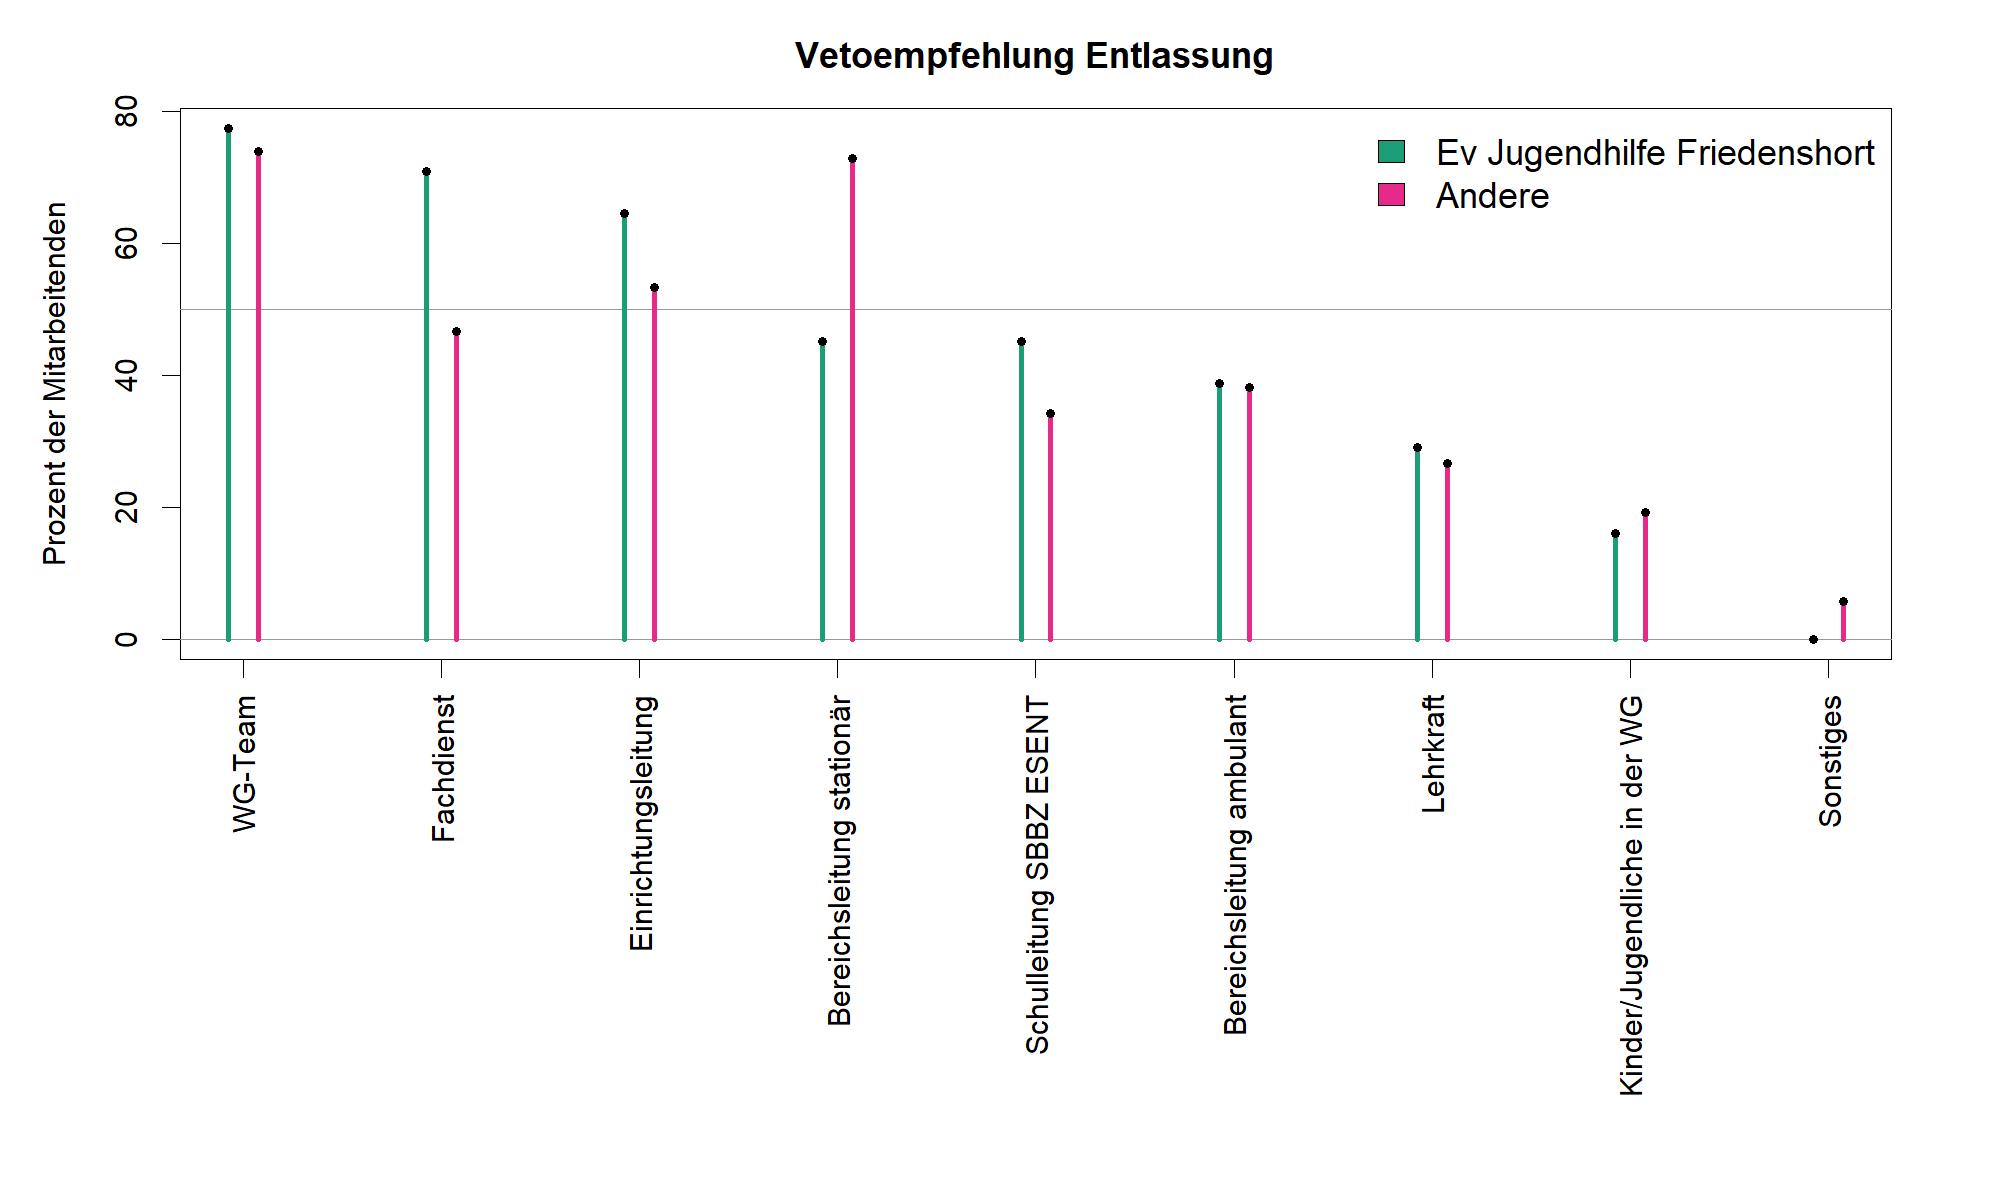 Vetoempfehlung Entlassung
Ev Jugendhilfe Friedenshort
Andere
Prozent der Mitarbeitenden
80
60
40
20
0
WG-Team
Fachdienst
Einrichtungsleitung
Bereichsleitung stationär
Schulleitung SBBZ ESENT
Bereichsleitung ambulant
Lehrkraft
Kinder/Jugendliche in der WG
Sonstiges